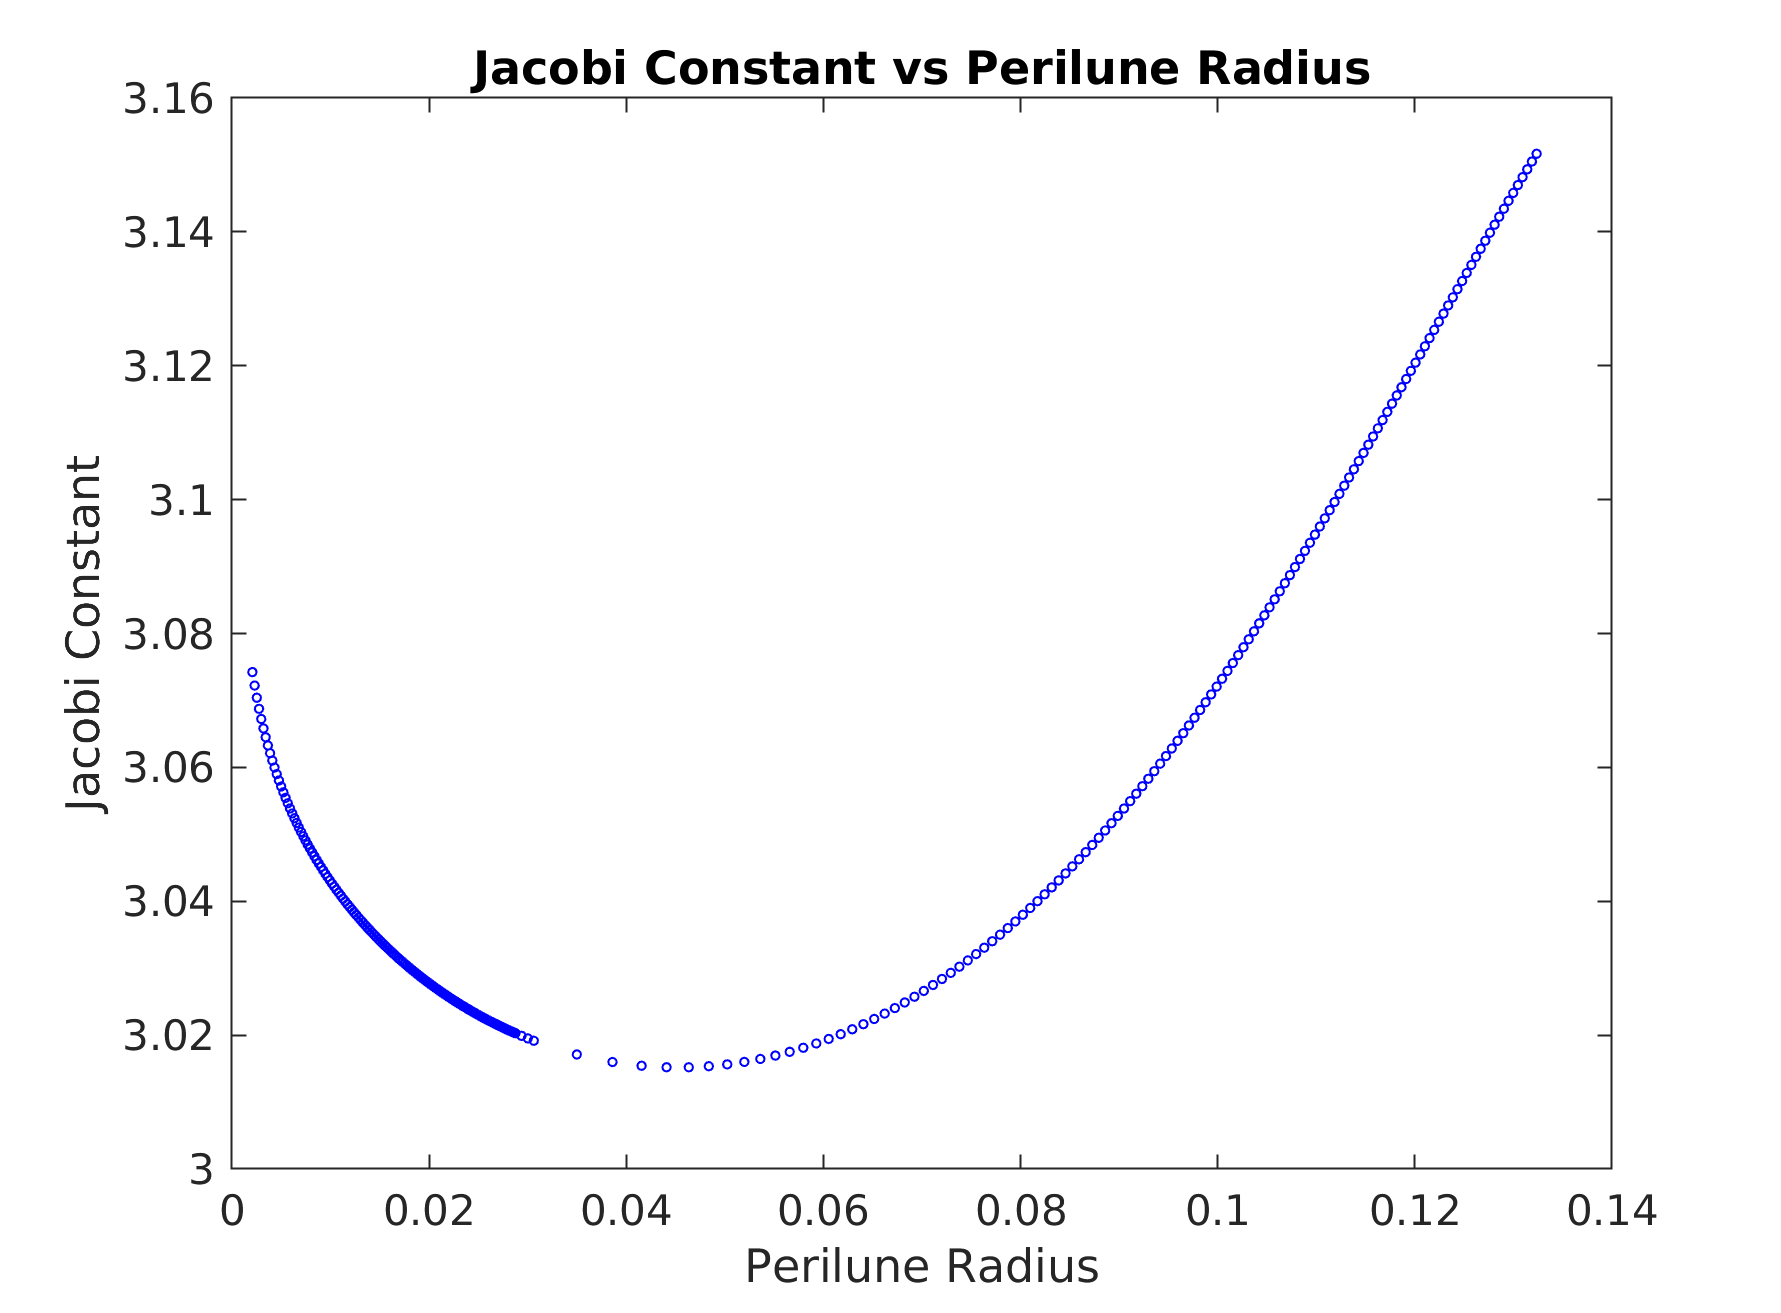 Jacobi Constant vs Perilune Radius
3.16
3.14
3.12
3.1
3.08
3.06
3.04
3.02
3
Jacobi Constant
0 0.02 0.04 0.06 0.08 0.1 0.12 0.14
Perilune Radius